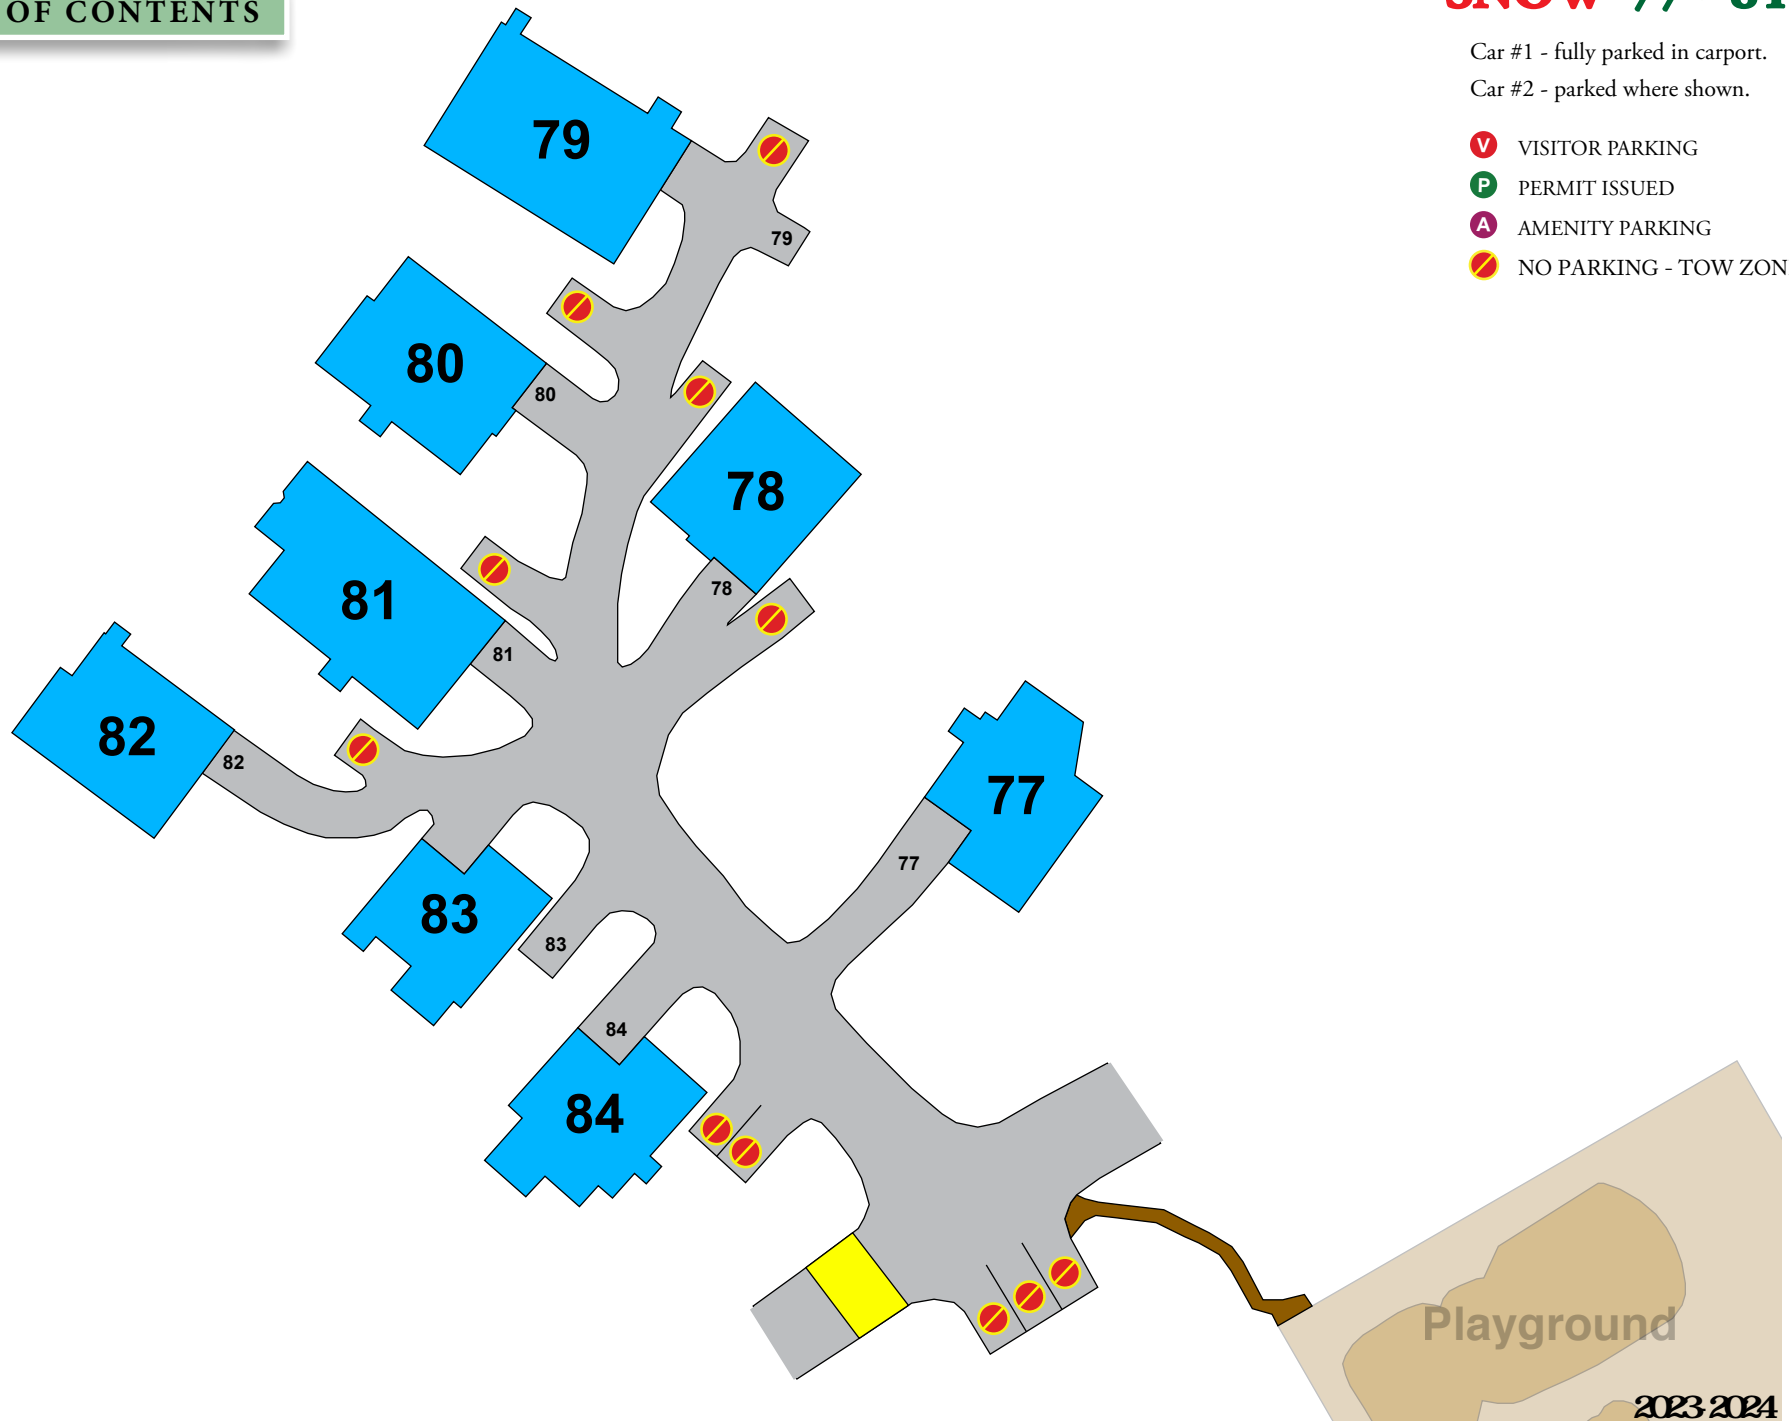 OF CONTENTS
SNOW
Car #1 - fully parked in carport.
Car #2 - parked where shown.
V VISITOR PARKING
P PERMIT ISSUED
A AMENITY PARKING
NO PARKING - TOW ZON
79
79
80
80
78
78
81
81
82
82
77
77
83
83
84
84
Playground
2023-2024